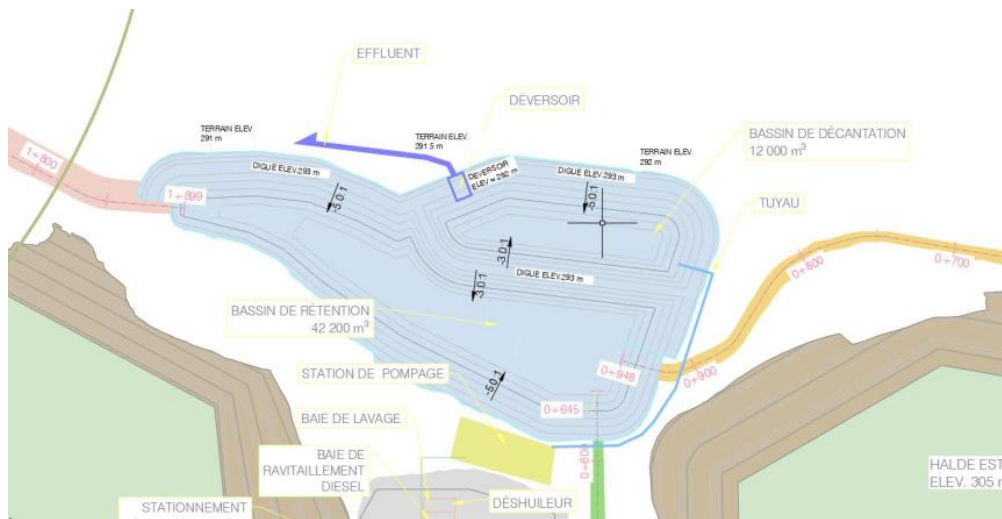 EFFLUENT
DÉVERSOIR
TERRAIN ELEV.
291 m
TERRAIN ELEV.
291.5 m
TERRAIN ELEV.
292 m
BASSIN DE DÉCANTATION
12 000 m³
1+800
DIGUE ELEV.293 m
DEVERSOIR
ELEV = 292 m
DIGUE ELEV.293 m
1+899
-5.0:1
-5.0:1
TUYAU
-3.0:1
0+800
0+700
DIGUE ELEV.293 m
-3.0:1
BASSIN DE RÉTENTION
42 200 m³
STATION DE POMPAGE
-5.0:1
0+948
0+900
0+645
BAIE DE LAVAGE
BAIE DE
RAVITAILLEMENT
DIESEL
0+600
HALDE EST
ELEV. 305 m
DÉSHUILEUR
STATIONNEMENT